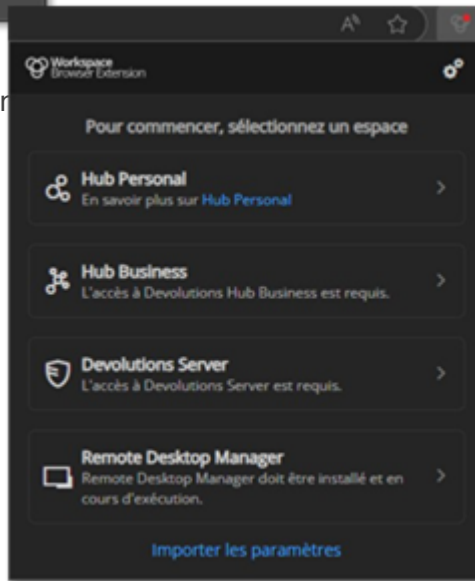 Workspace
Browser Extension
Pour commencer, sélectionnez un espace
Hub Personal
En savoir plus sur Hub Personal
Hub Business
L'accès à Devolutions Hub Business est requis.
Devolutions Server
L'accès à Devolutions Server est requis.
Remote Desktop Manager
Remote Desktop Manager doit être installé et en
cours d'exécution.
Importer les paramètres